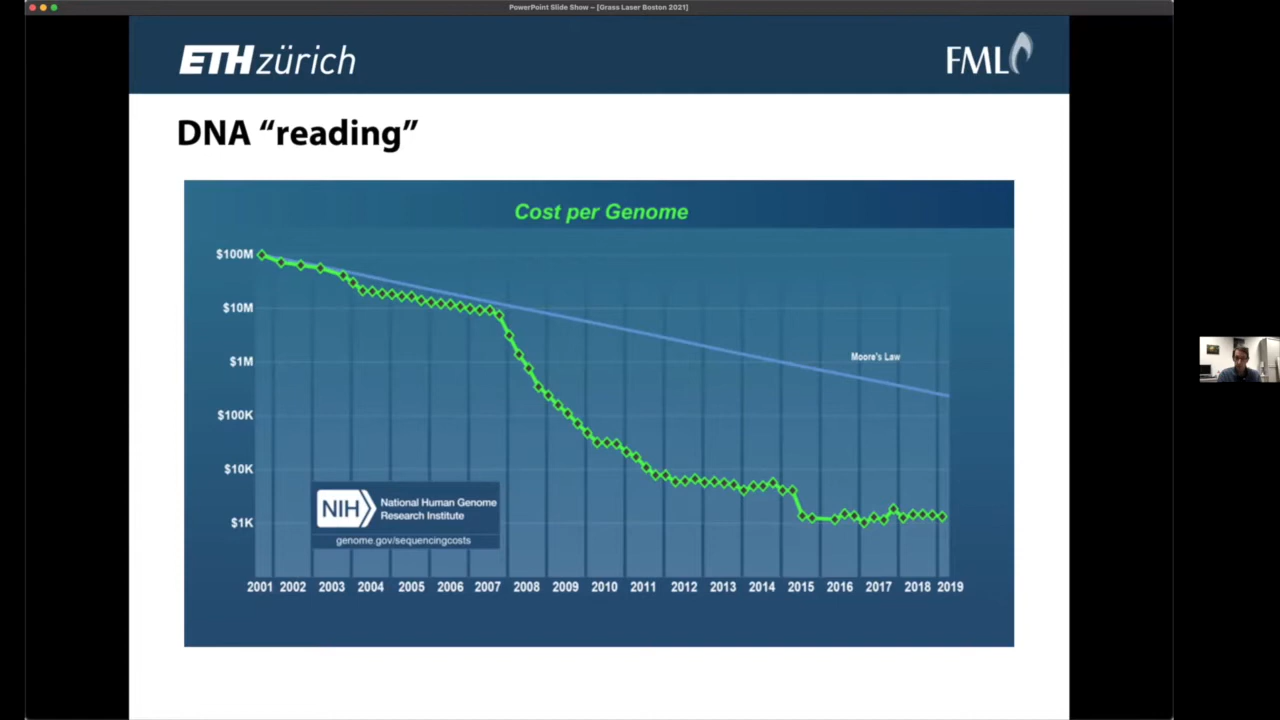 PowerPoint Slide Show – [Grass Laser Boston 2021]
ETH zürich
FML
DNA “reading”
Cost per Genome
$100M
$10M
$1M
$100K
$10K
$1K
Moore's Law
NIH
National Human Genome
Research Institute
genome.gov/sequencingcosts
2001 2002 2003 2004 2005 2006 2007 2008 2009 2010 2011 2012 2013 2014 2015 2016 2017 2018 2019